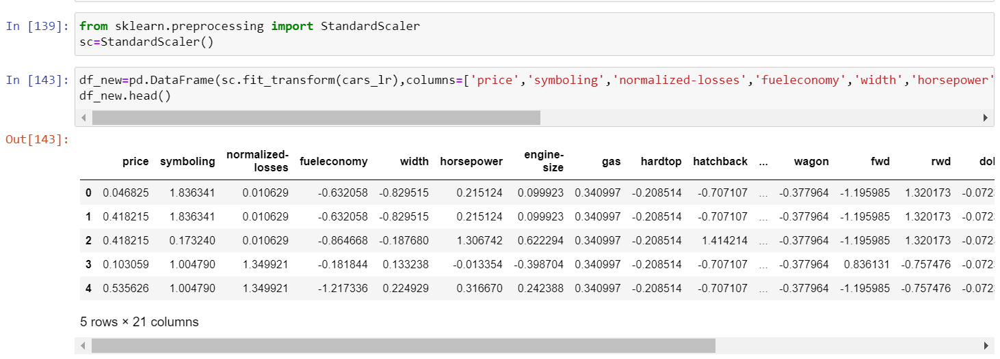 In [139]: from sklearn.preprocessing import StandardScaler
sc=StandardScaler()
In [143]: df_new=pd.DataFrame(sc.fit_transform(cars_lr),columns=['price','symboling','normalized-losses','fueleconomy','width','horsepower'
df_new.head()
Out[143]:
price symboling normalized-losses fueleconomy width horsepower engine-size gas hardtop hatchback ... wagon fwd rwd
0 0.046825 1.836341 0.010629 -0.632058 -0.829515 0.215124 0.099923 0.340997 -0.208514 -0.707107 ... -0.377964 -1.195985 1.320173 -0.072
1 0.418215 1.836341 0.010629 -0.632058 -0.829515 0.215124 0.099923 0.340997 -0.208514 -0.707107 ... -0.377964 -1.195985 1.320173 -0.072
2 0.418215 0.173240 0.010629 -0.864668 -0.187680 1.306742 0.622294 0.340997 -0.208514 1.414214 ... -0.377964 -1.195985 1.320173 -0.072
3 0.103059 1.004790 1.349921 -0.181844 0.133238 -0.013354 -0.398704 0.340997 -0.208514 -0.707107 ... -0.377964 0.836131 -0.757476 -0.072
4 0.535626 1.004790 1.349921 -1.217336 0.224929 0.316670 0.242388 0.340997 -0.208514 -0.707107 ... -0.377964 -1.195985 -0.757476 -0.072
5 rows × 21 columns